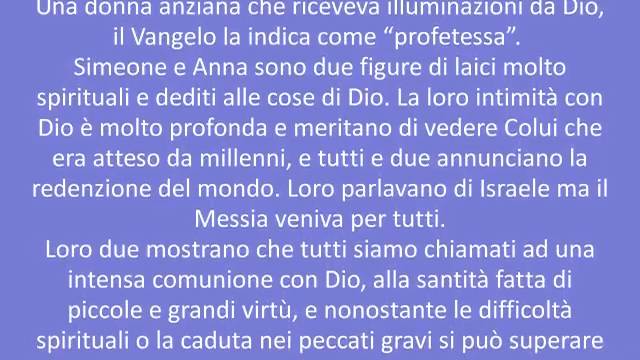 Una donna anziana che riceveva illuminazioni da Dio,
il Vangelo la indica come “profetessa”.
Simeone e Anna sono due figure di laici molto
spirituali e dediti alle cose di Dio. La loro intimità con
Dio è molto profonda e meritano di vedere Colui che
era atteso da millenni, e tutti e due annunciano la
redenzione del mondo. Loro parlavano di Israele ma il
Messia veniva per tutti.
Loro due mostrano che tutti siamo chiamati ad una
intensa comunione con Dio, alla santità fatta di
piccole e grandi virtù, e nonostante le difficoltà
spirituali o la caduta nei peccati gravi si può superare